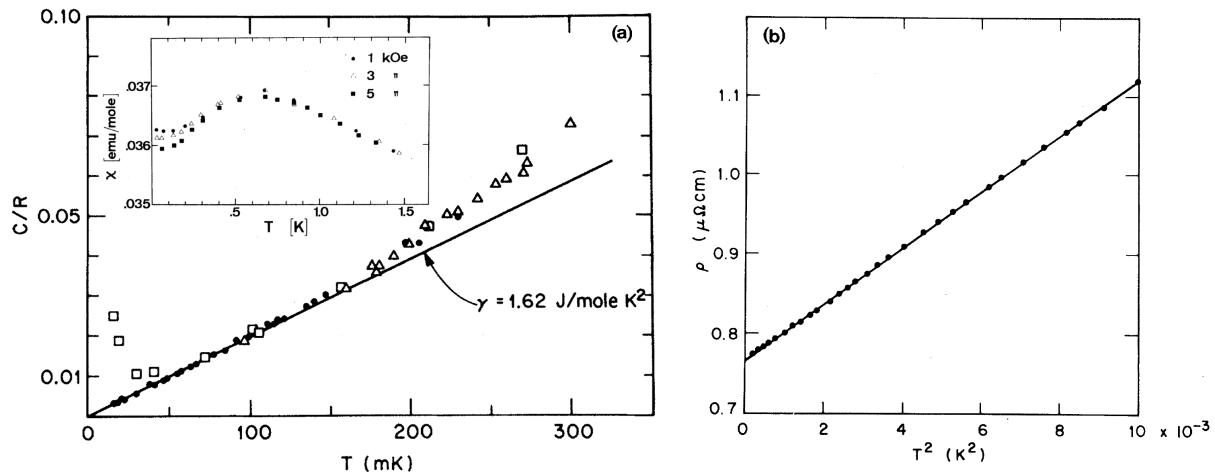 0.10
(a)
(b)
• 1 kOe
△ 3 "
■ 5 "
.037
.036
.035
χ [emu/mole]
.5
1.0
1.5
T [K]
C/R
0.05
0.01
γ = 1.62 J/mole K²
0
100
200
300
T (mK)
1.1
1.0
0.9
0.8
0.7
ρ (μΩcm)
0
2
4
6
8
10
× 10⁻³
T² (K²)